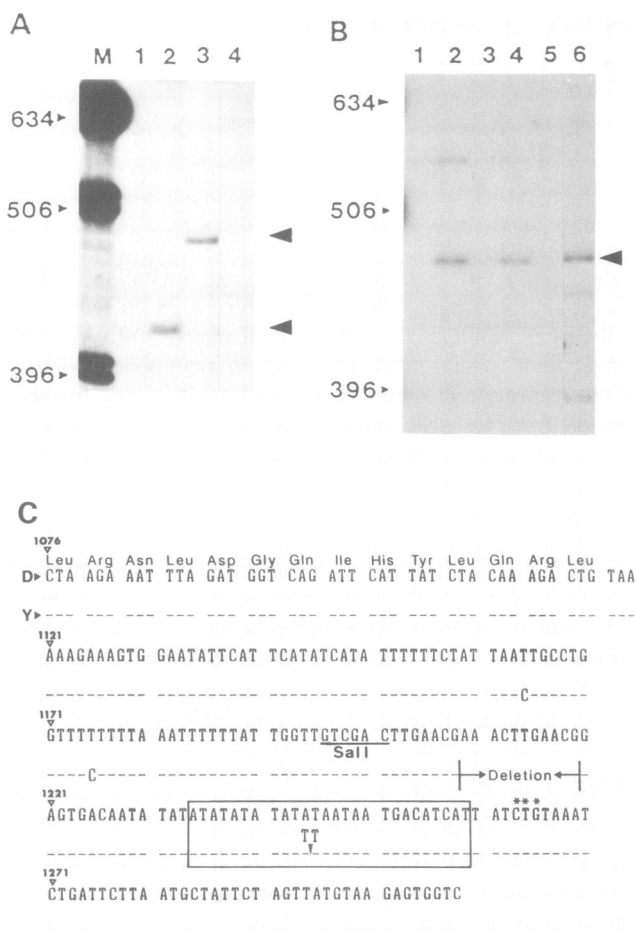 A
M 1 2 3 4
634
506
396
B
1 2 3 4 5 6
634
506
396
C
1076
Leu Arg Asn Leu Asp Gly Gln Ile His Tyr Leu Gln Arg Leu
D CTA AGA AAT TTA GAT GGT CAG ATT CAT TAT CTA CAA AGA CTG TAA
Y --- --- --- --- --- --- --- --- --- --- --- --- --- --- ---
1121
AAAGAAAGTG GAATATTCAT TCATATCATA TTTTTTCTAT TAATTGCCTG
C
1171
GTTTTTTTTA AATTTTTTAT TGGTTGTCGAC TTGAACGAA ACTTGAACGG
SalI
C
Deletion
1221
AGTGACAATA TATATATATA TATATAATAA TGACATCATT ATCTGTAAAT
***
TT
1271
CTGATTCTTA ATGCTATTCT AGTTATGTAA GAGTGGTC